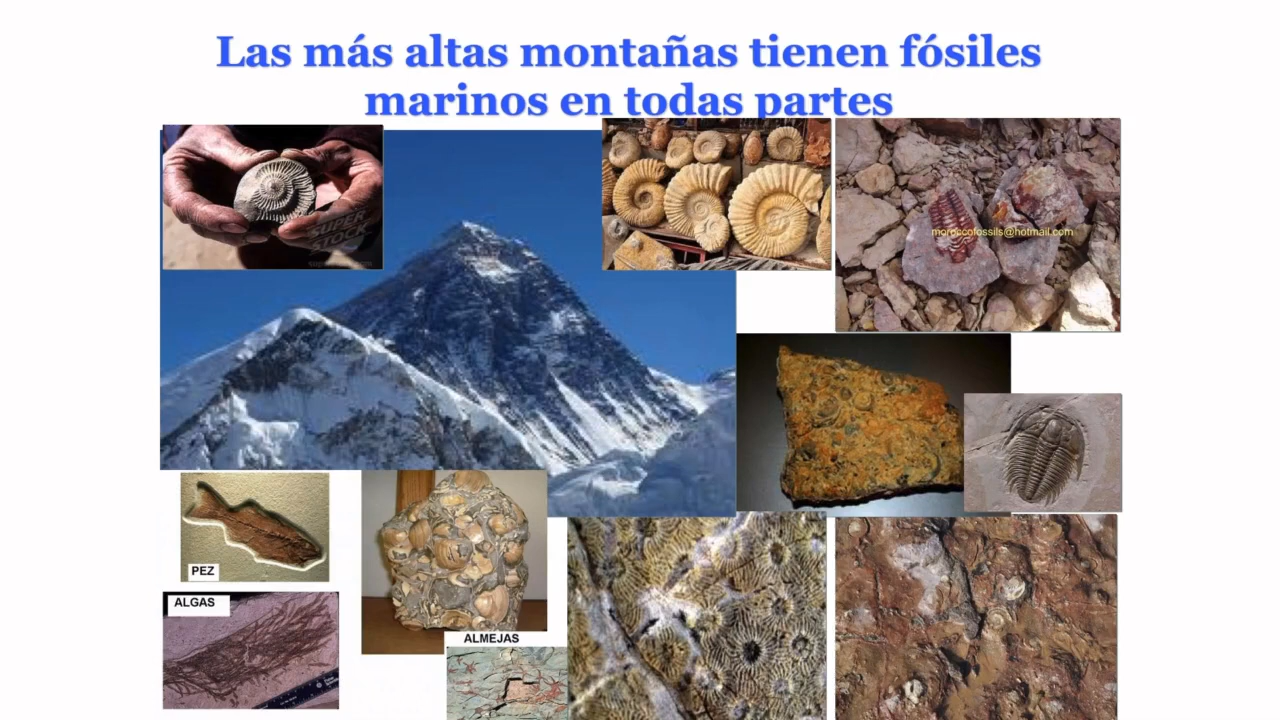 Las más altas montañas tienen fósiles
marinos en todas partes
SUPER
STOCK
moroccofossils@hotmail.com
PEZ
ALGAS
ALMEJAS